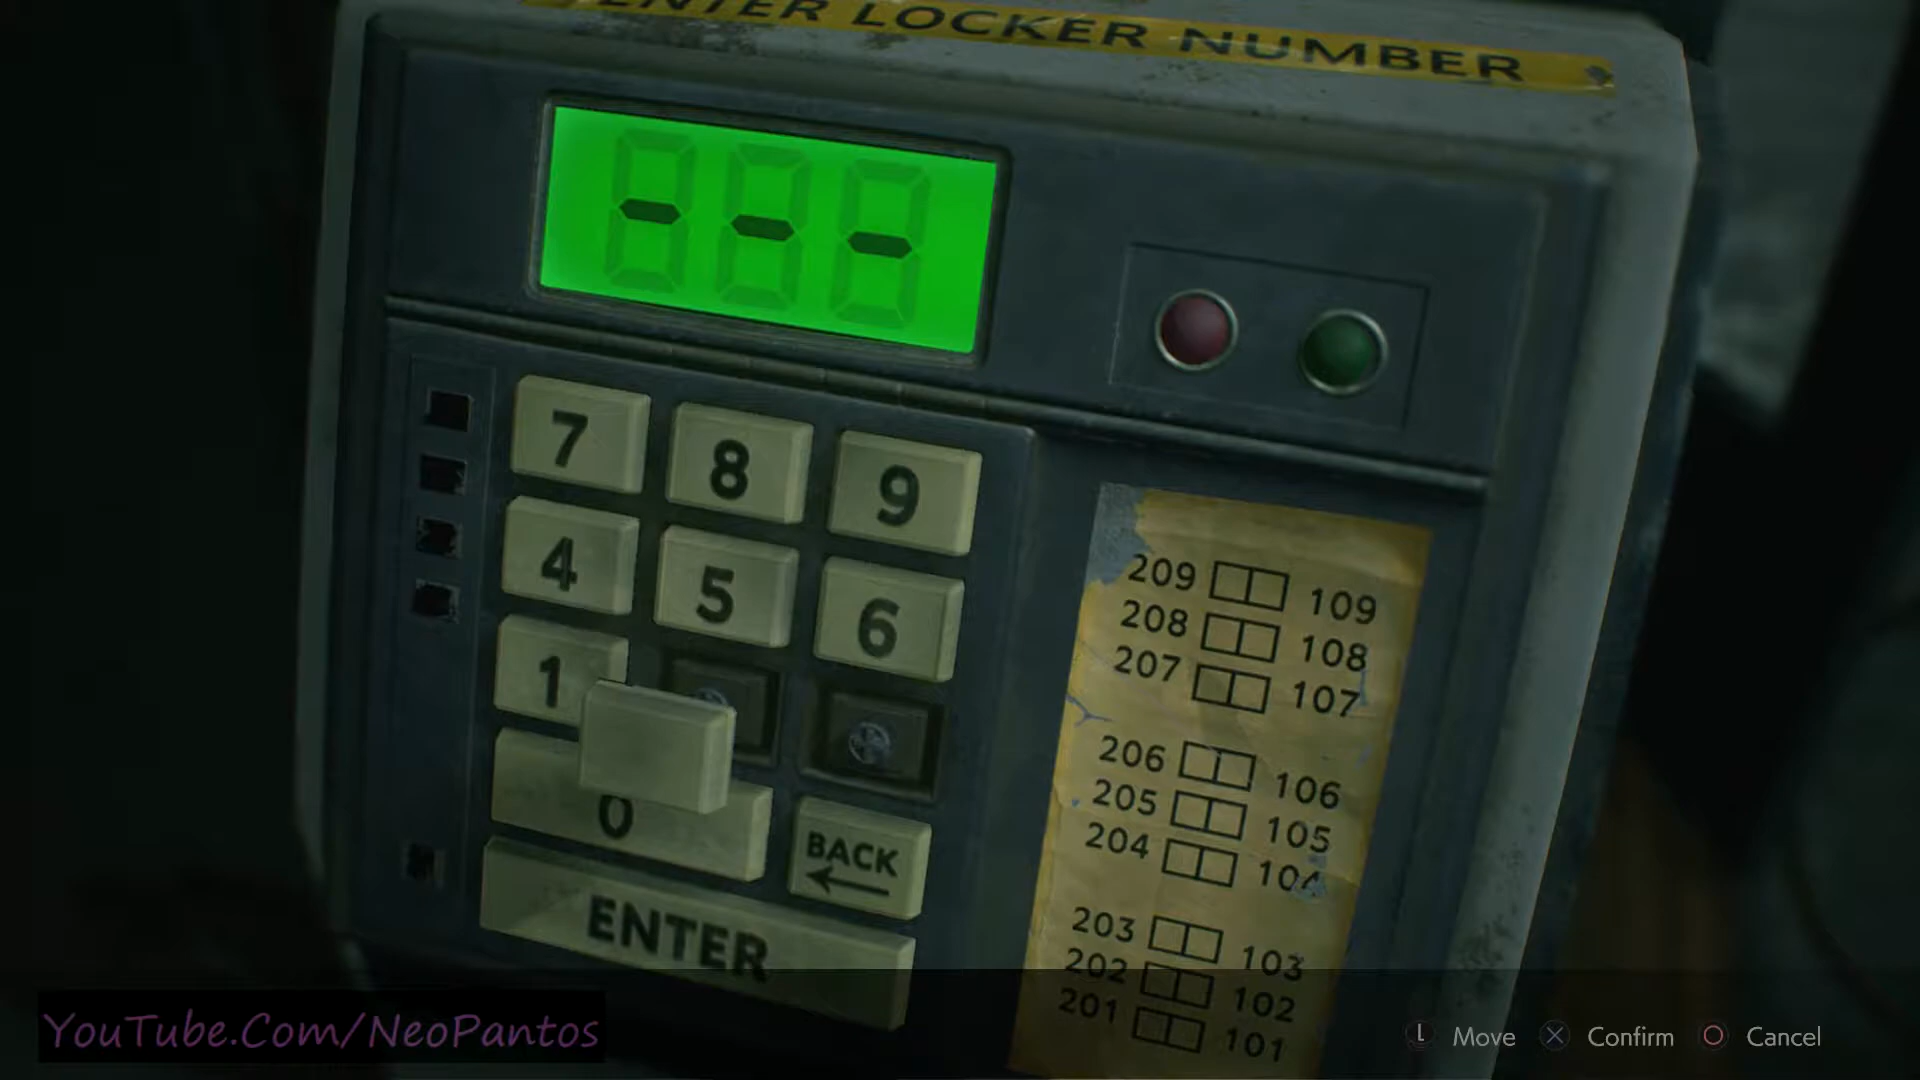 ENTER LOCKER NUMBER
7 8 9
4 5 6
1
0 BACK
ENTER
209 109
208 108
207 107
206 106
205 105
204 104
203 103
202 102
201 101
YouTube.Com/NeoPantos
L Move Confirm Cancel